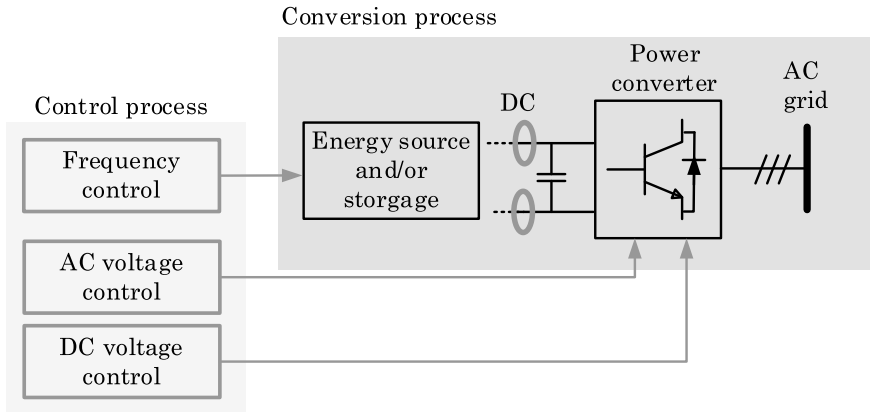 Conversion process
Power
converter
AC
grid
DC
Control process
Energy source
and/or
storgage
Frequency
control
AC voltage
control
DC voltage
control